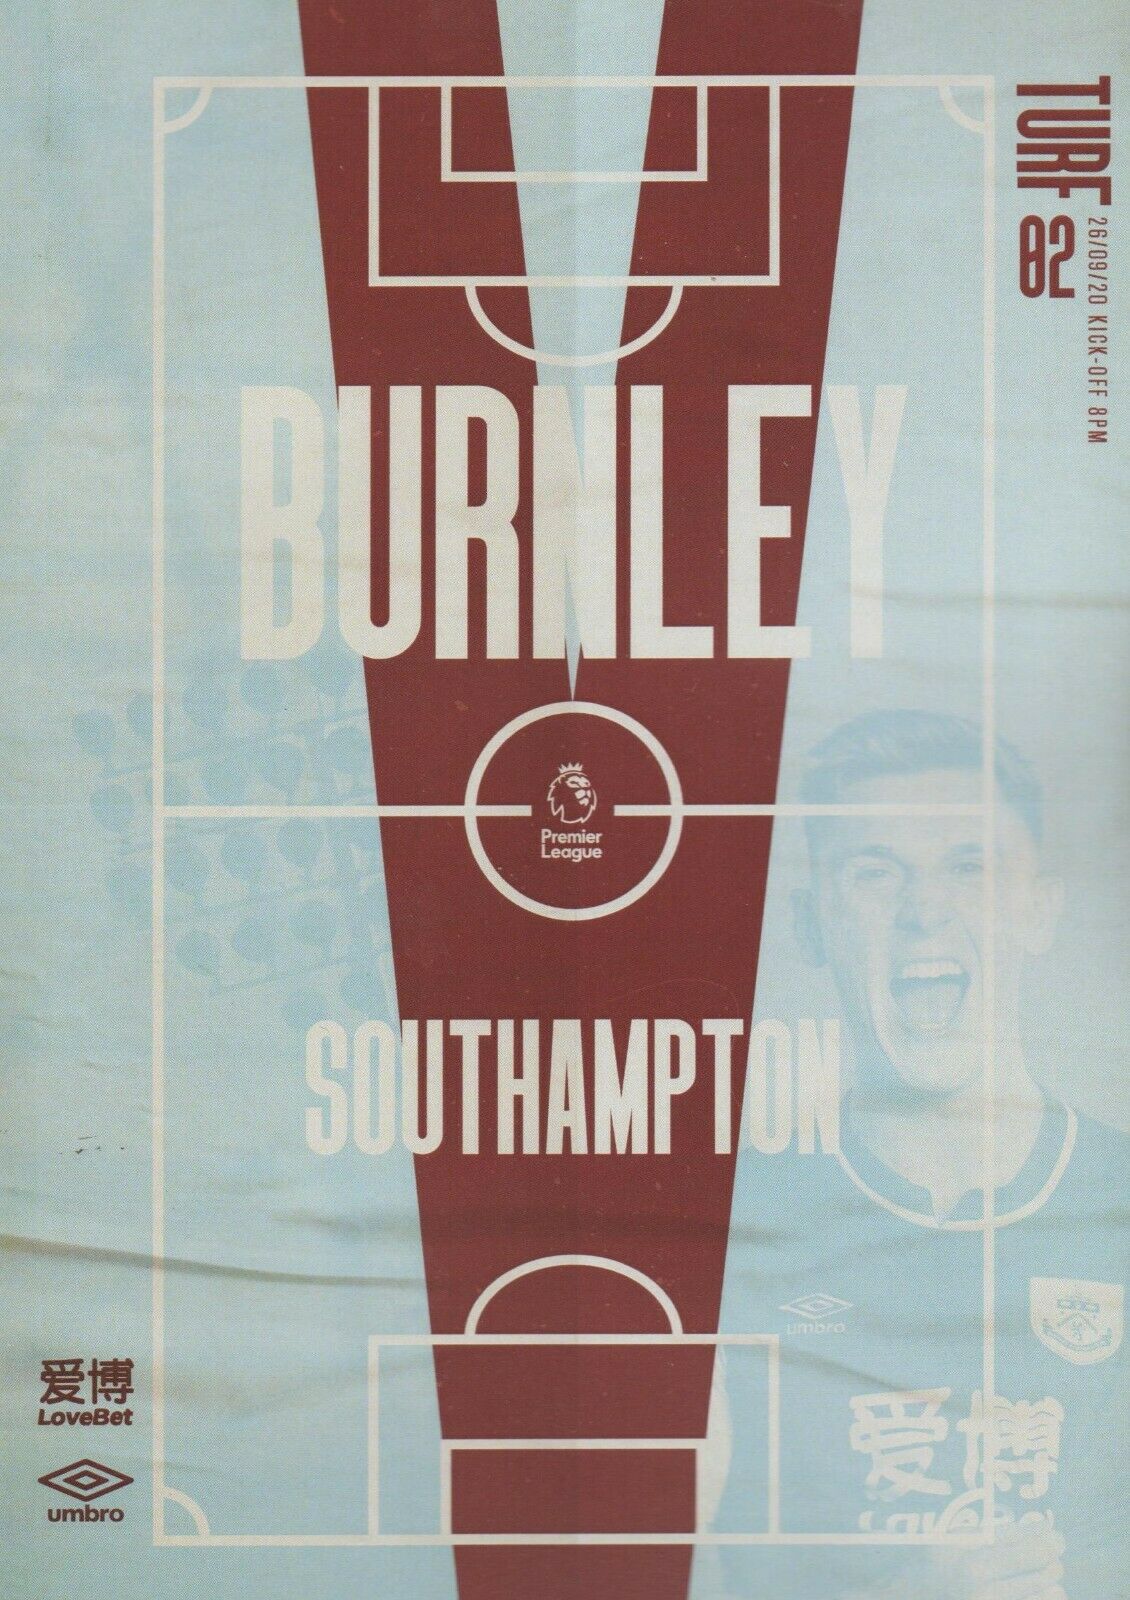 TURF
02
26/09/20 KICK-OFF 8PM
BURNLEY
Premier
League
SOUTHAMPTON
umbro
爱博
LoveBet
爱博
LoveBet
umbro